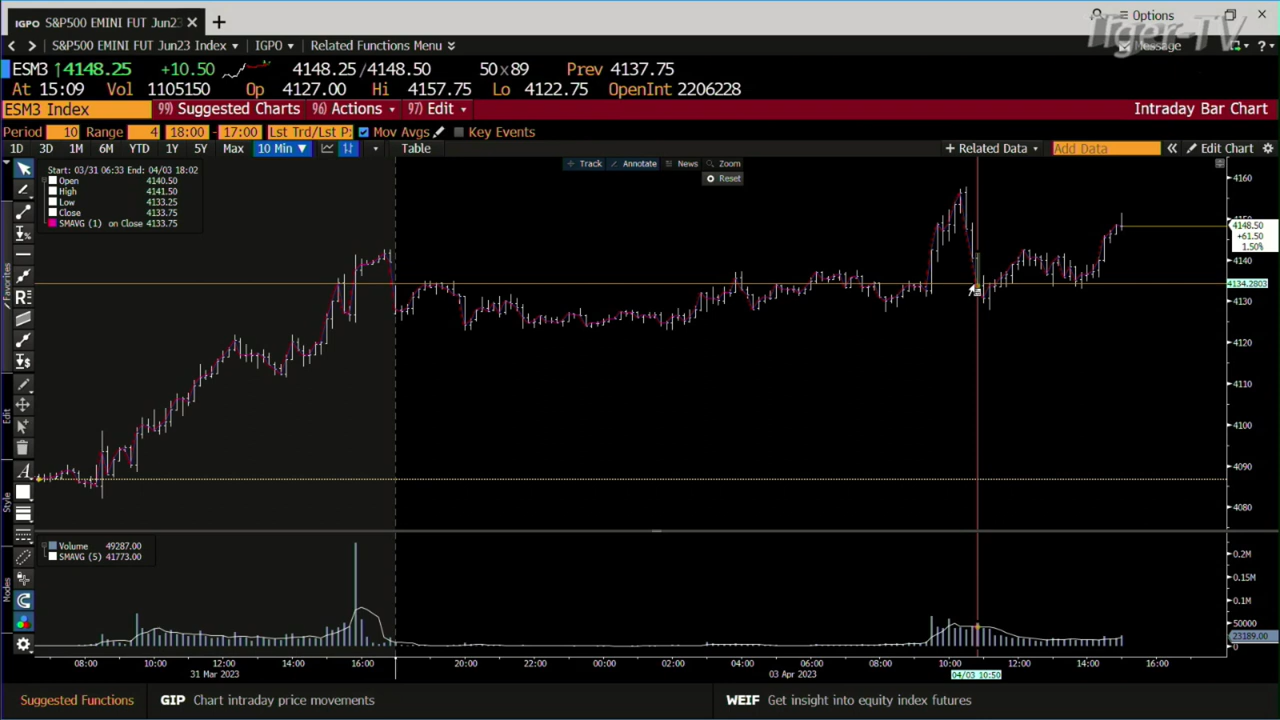 IGPO S&P500 EMINI FUT Jun23 × +
Options
Tiger-TV
S&P500 EMINI FUT Jun23 Index IGPO Related Functions Menu
Message
?
ESM3 ↑4148.25 +10.50 4148.25/4148.50 50×89 Prev 4137.75
At 15:09 Vol 1105150 Op 4127.00 Hi 4157.75 Lo 4122.75 OpenInt 2206228
ESM3 Index 99) Suggested Charts 96) Actions 97) Edit Intraday Bar Chart
Period 10 Range 4 18:00 - 17:00 Lst Trd/Lst P: Mov Avgs Key Events
1D 3D 1M 6M YTD 1Y 5Y Max 10 Min ▼ Table + Related Data Add Data « Edit Chart
Track Annotate News Zoom
Reset
Start: 03/31 06:33 End: 04/03 18:02
Open 4140.50
High 4141.50
Low 4133.25
Close 4133.75
SMAVG (1) on Close 4133.75
4160
4150
4148.50
+61.50
1.50%
4140
4134.2803
4130
4120
4110
4100
4090
4080
Favorites
Edit
Style
Modes
Volume 49287.00
SMAVG (5) 41773.00
0.2M
0.15M
0.1M
50000
23189.00
0
08:00 10:00 12:00 14:00 16:00 20:00 22:00 00:00 02:00 04:00 06:00 08:00 10:00 12:00 14:00 16:00
31 Mar 2023 03 Apr 2023 04/03 10:50
Suggested Functions GIP Chart intraday price movements WEIF Get insight into equity index futures